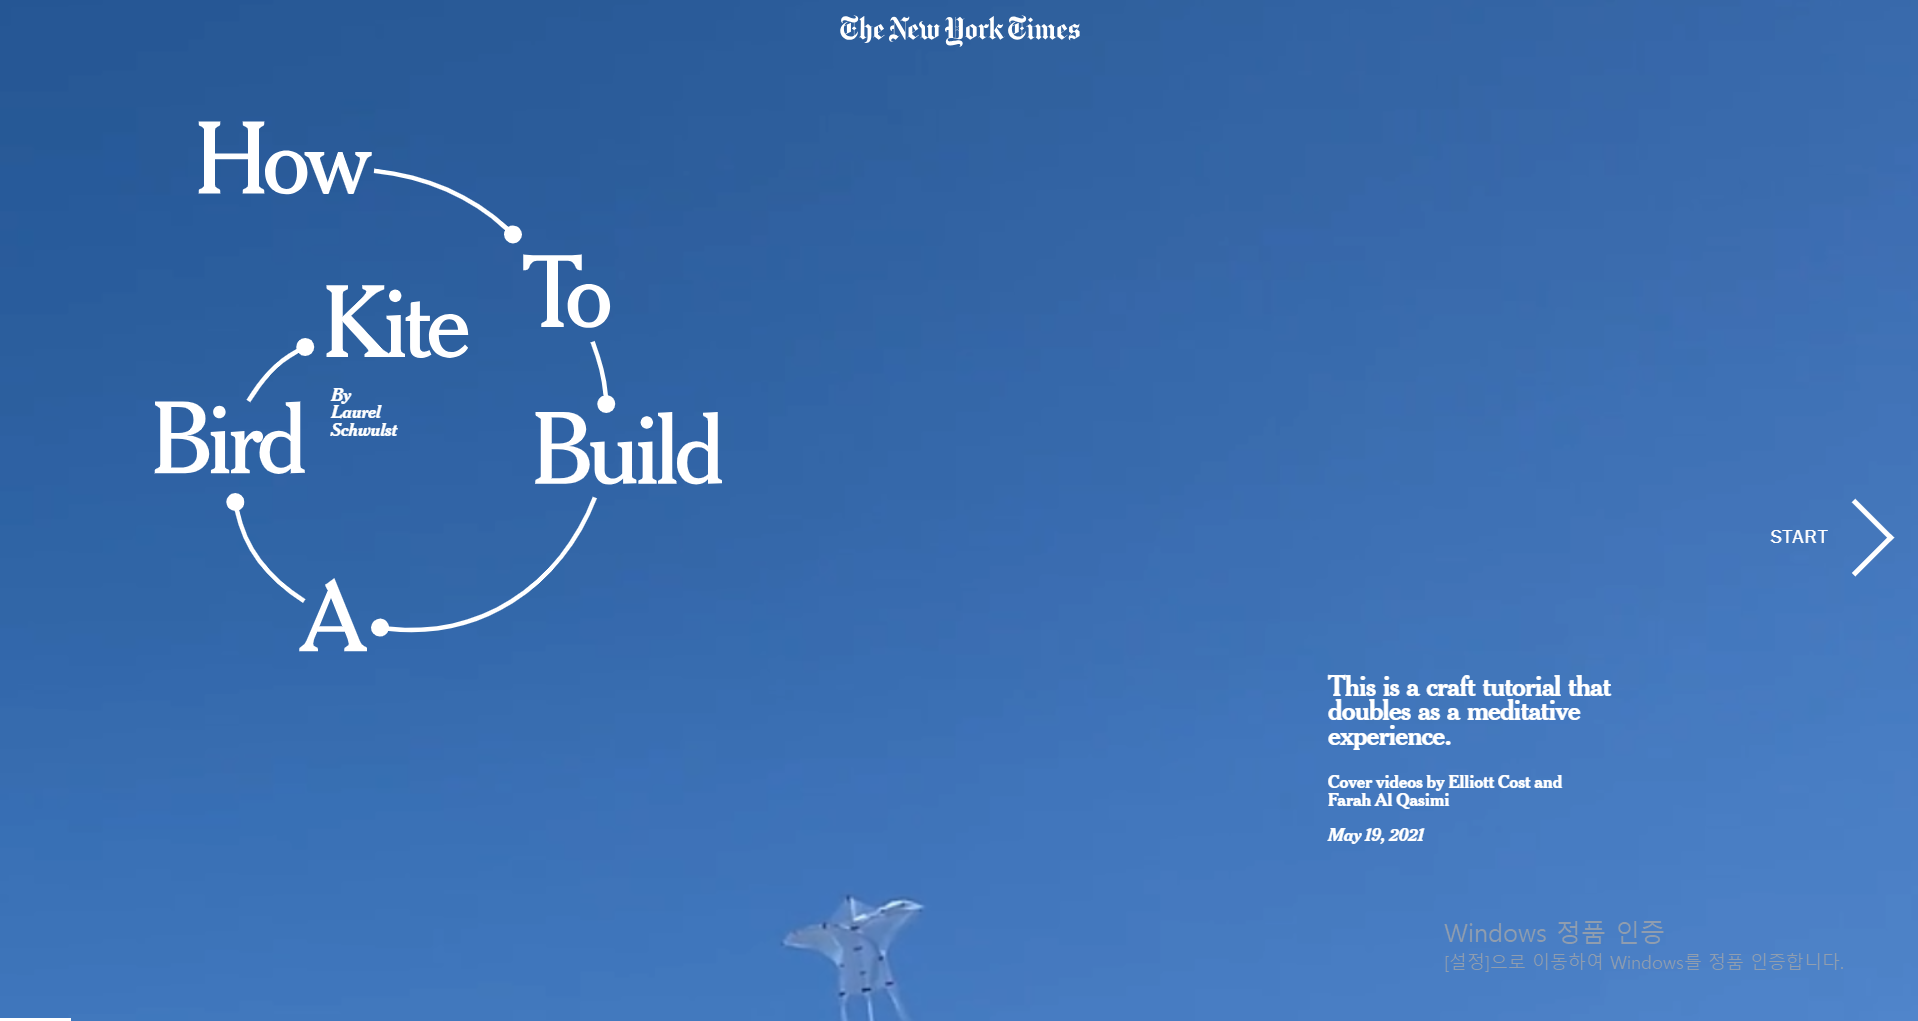 The New York Times
How
To
Build
A
Bird
Kite
By
Laurel
Schwulst
START
This is a craft tutorial that
doubles as a meditative
experience.
Cover videos by Elliott Cost and
Farah Al Qasimi
May 19, 2021
Windows 정품 인증
[설정]으로 이동하여 Windows를 정품 인증합니다.